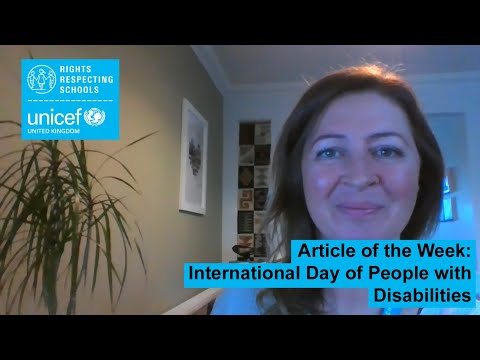 RIGHTS
RESPECTING
SCHOOLS
unicef
UNITED KINGDOM
Article of the Week:
International Day of People with
Disabilities